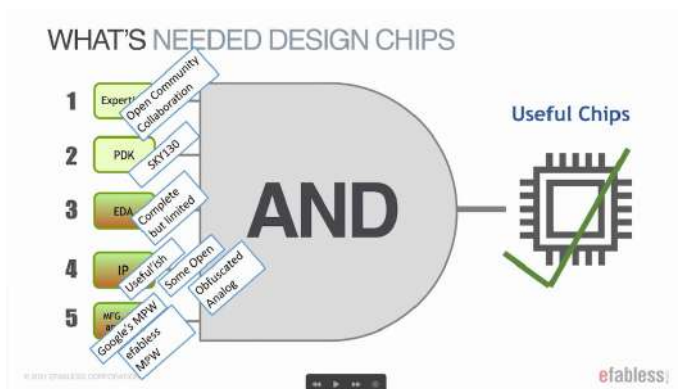 WHAT'S NEEDED DESIGN CHIPS
1
Open Community
Collaboration
2
PDK
SKY130
3
EDA
Complete
but limited
4
IP
Useful'ish
Some Open
Obfuscated
Analog
5
MFG
Google's MPW
efabless
MPW
AND
Useful Chips
efabless